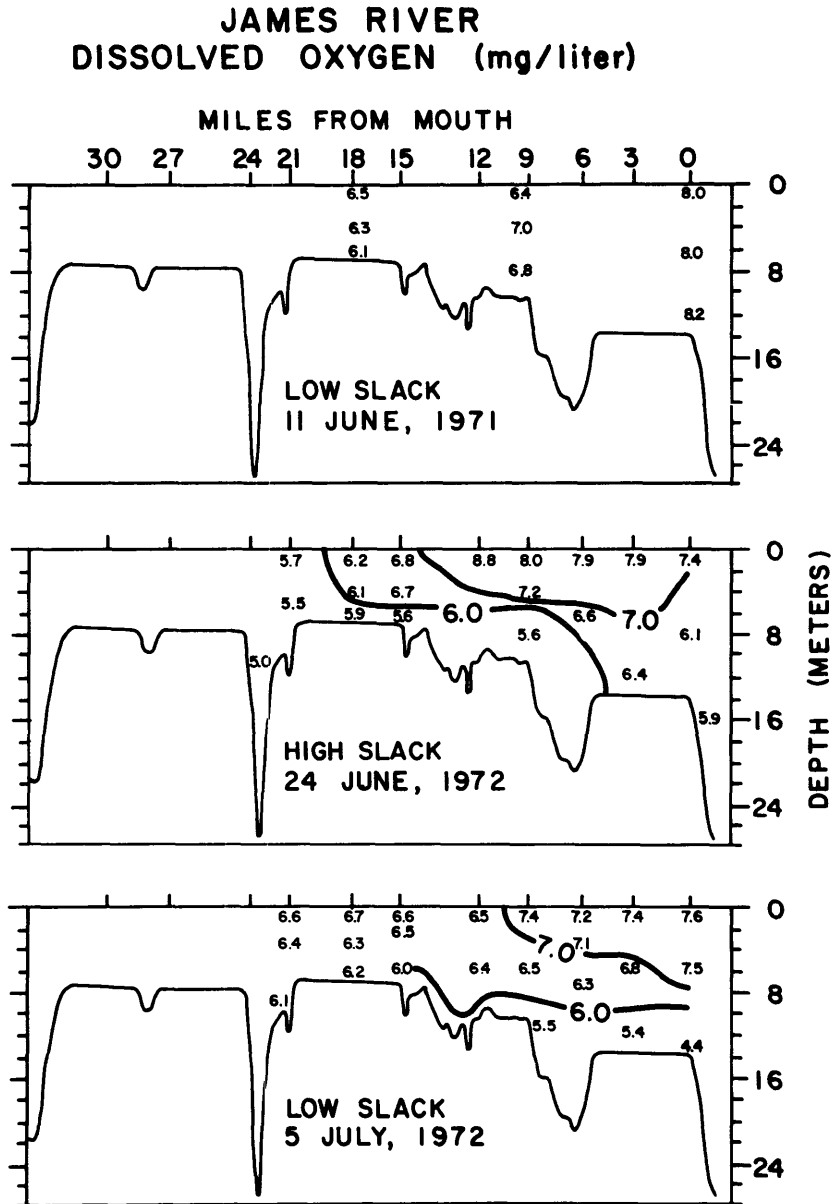 JAMES RIVER
DISSOLVED OXYGEN (mg/liter)
MILES FROM MOUTH
30 27 24 21 18 15 12 9 6 3 0
6.5 6.4 8.0 0
6.3 7.0
6.1 6.8 8.0 8
8.2
16
LOW SLACK
11 JUNE, 1971
24
5.7 6.2 6.8 8.8 8.0 7.9 7.9 7.4 0
6.1 6.7 7.2
5.5 5.9 5.6 6.0 6.6 7.0
5.6 6.1 8
5.0 6.4
5.9 16
HIGH SLACK
24 JUNE, 1972
24
DEPTH (METERS)
6.6 6.7 6.6 6.5 7.4 7.2 7.4 7.6 0
6.5
6.4 6.3 7.0 7.1
6.2 6.0 6.4 6.5 6.8 7.5
6.3
6.1 6.0 8
5.5 5.4
4.4
16
LOW SLACK
5 JULY, 1972
24